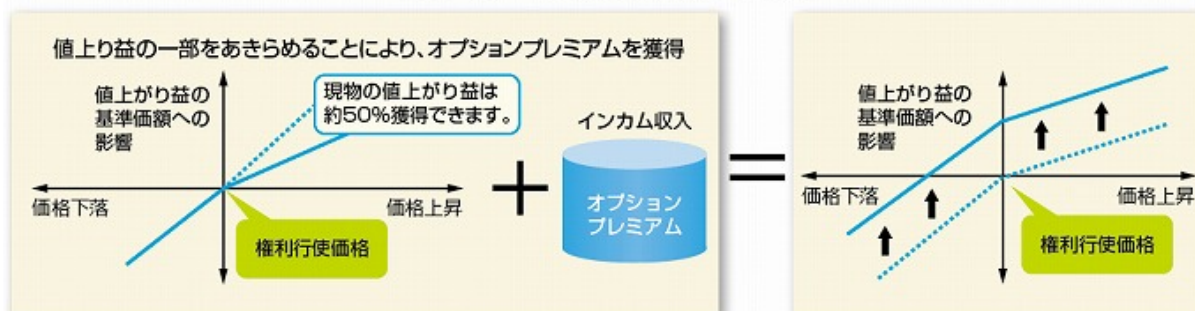 値上り益の一部をあきらめることにより、オプションプレミアムを獲得
値上がり益の
基準価額への
影響
現物の値上がり益は
約50%獲得できます。
価格下落
価格上昇
権利行使価格
+
インカム収入
オプション
プレミアム
=
値上がり益の
基準価額への
影響
価格下落
価格上昇
権利行使価格